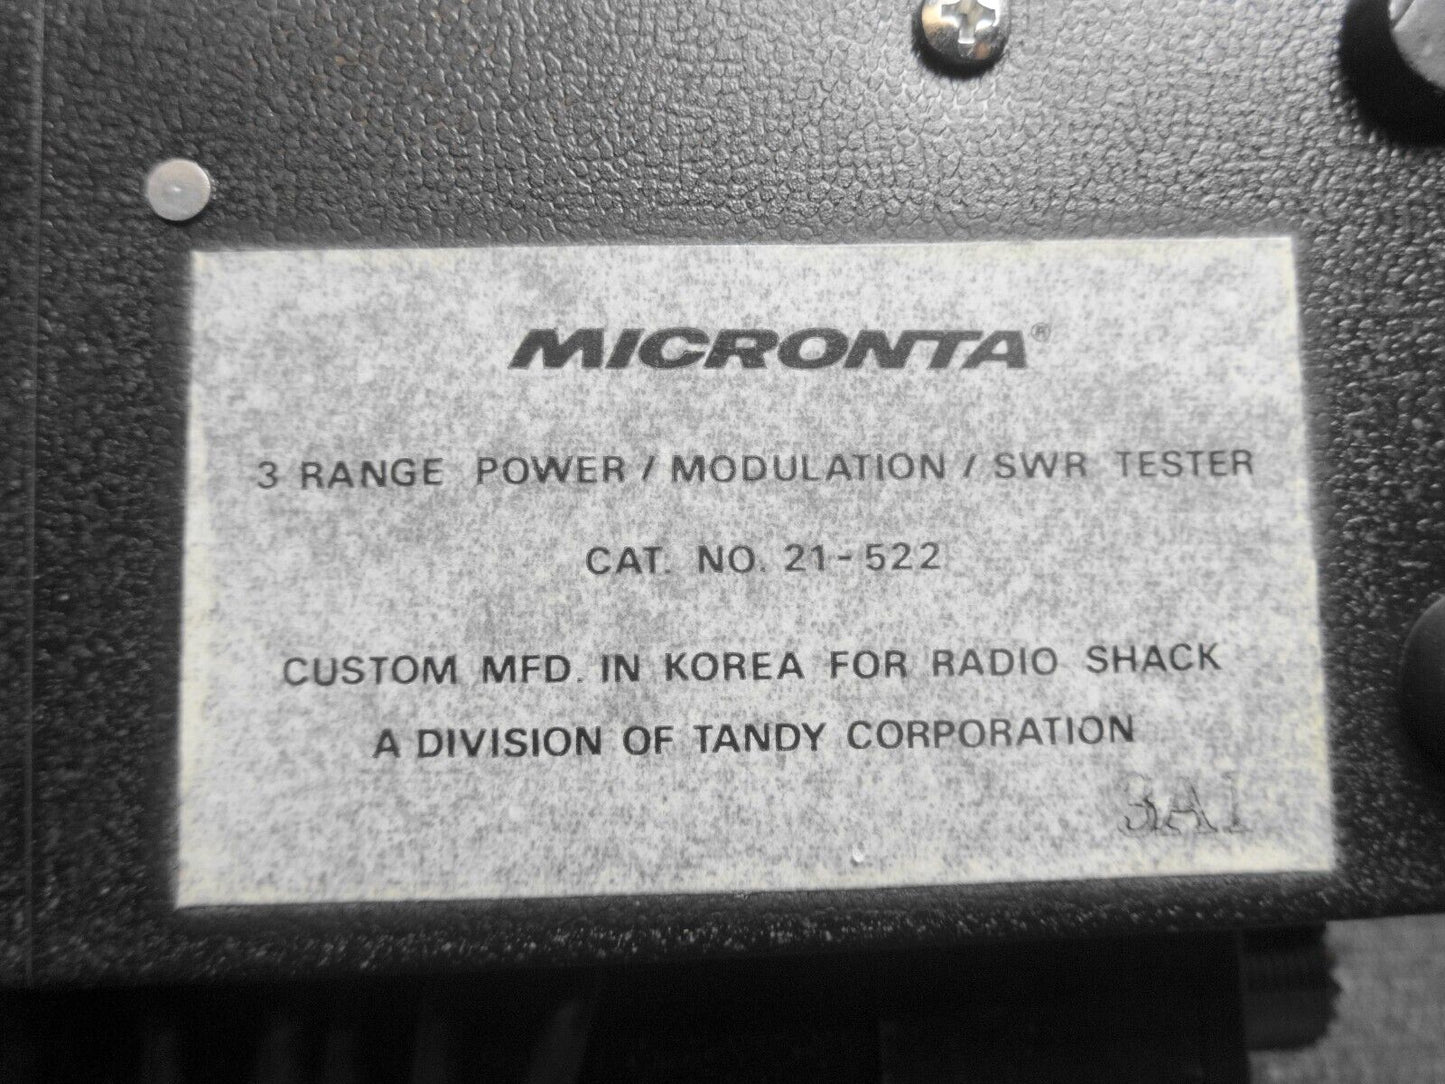 MICRONTA®
3 RANGE POWER / MODULATION / SWR TESTER
CAT. NO. 21-522
CUSTOM MFD. IN KOREA FOR RADIO SHACK
A DIVISION OF TANDY CORPORATION
3A1